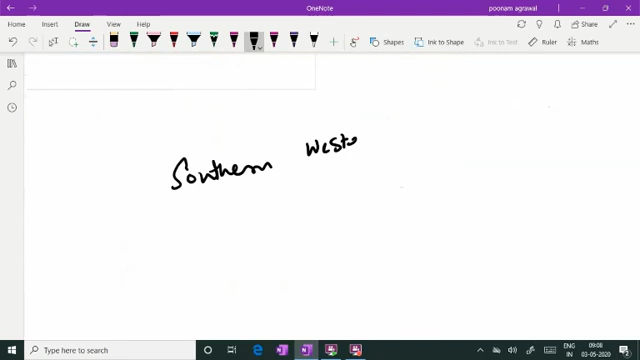 OneNote
poonam agrawal
Home Insert Draw View Help Share
Shapes Ink to Shape Ink to Text Ruler Maths
Southern Weste
Type here to search
ENG 09:08
IN 03-05-2020